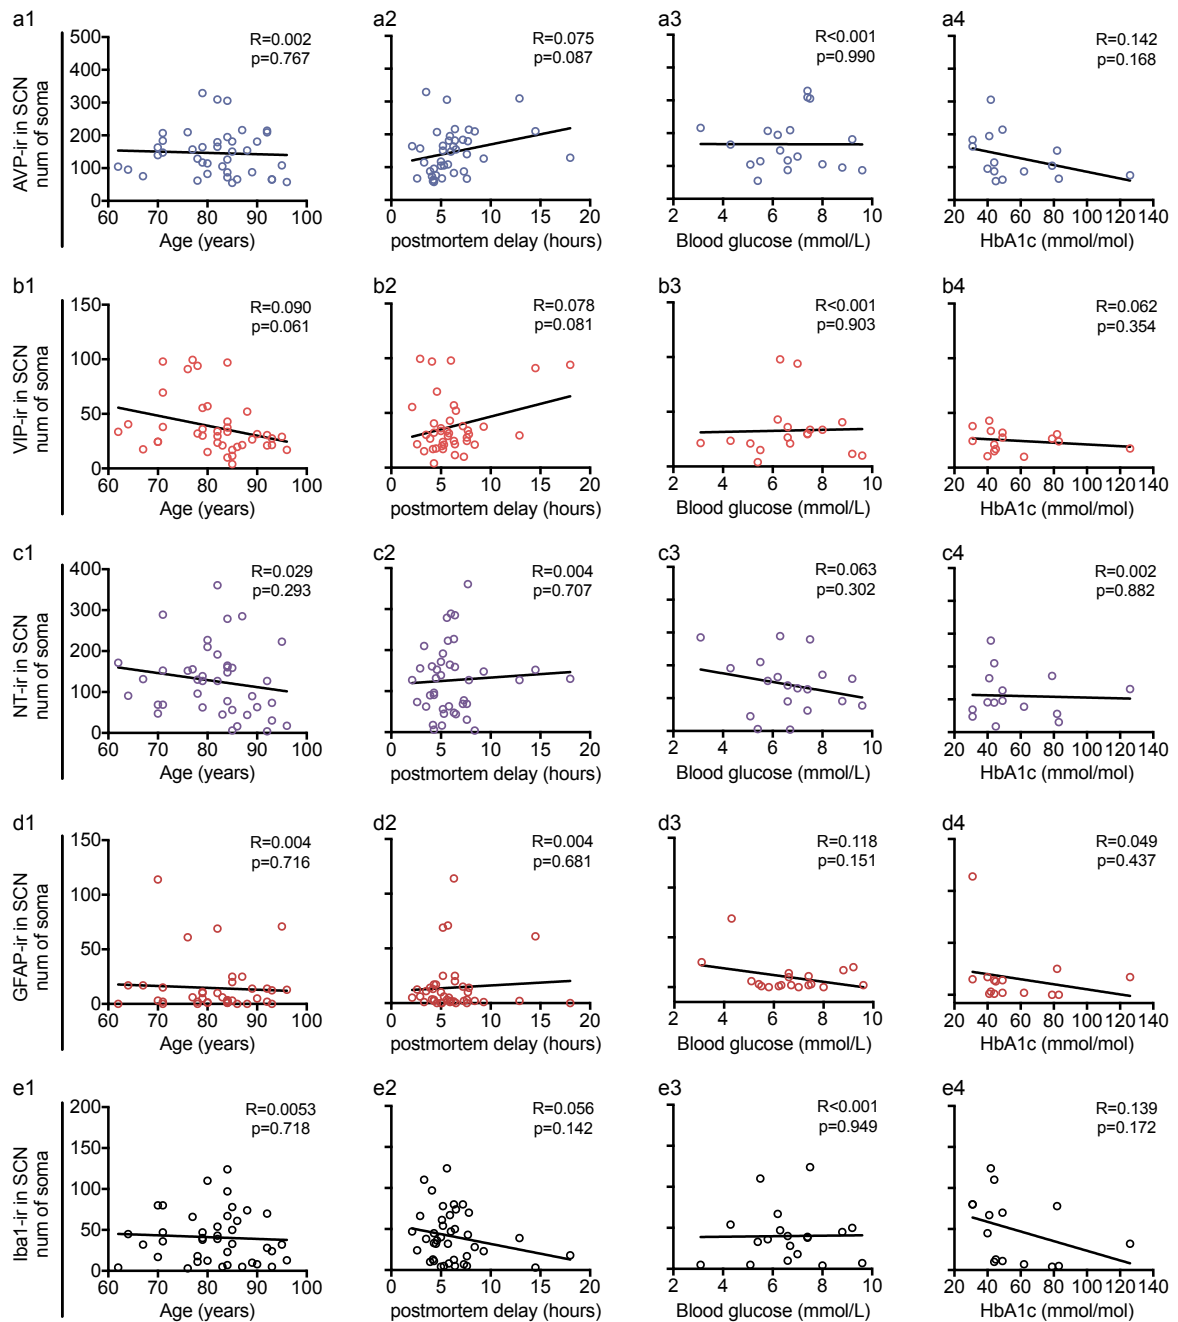 a1
a2
a3
a4
R=0.002
p=0.767
R=0.075
p=0.087
R<0.001
p=0.990
R=0.142
p=0.168
AVP-ir in SCN
num of soma
500
400
300
200
100
0
60 70 80 90 100
Age (years)
0 5 10 15 20
postmortem delay (hours)
2 4 6 8 10
Blood glucose (mmol/L)
20 40 60 80 100 120 140
HbA1c (mmol/mol)
b1
b2
b3
b4
R=0.090
p=0.061
R=0.078
p=0.081
R<0.001
p=0.903
R=0.062
p=0.354
VIP-ir in SCN
num of soma
150
100
50
0
60 70 80 90 100
Age (years)
0 5 10 15 20
postmortem delay (hours)
2 4 6 8 10
Blood glucose (mmol/L)
20 40 60 80 100 120 140
HbA1c (mmol/mol)
c1
c2
c3
c4
R=0.029
p=0.293
R=0.004
p=0.707
R=0.063
p=0.302
R=0.002
p=0.882
NT-ir in SCN
num of soma
400
300
200
100
0
60 70 80 90 100
Age (years)
0 5 10 15 20
postmortem delay (hours)
2 4 6 8 10
Blood glucose (mmol/L)
20 40 60 80 100 120 140
HbA1c (mmol/mol)
d1
d2
d3
d4
R=0.004
p=0.716
R=0.004
p=0.681
R=0.118
p=0.151
R=0.049
p=0.437
GFAP-ir in SCN
num of soma
150
100
50
0
60 70 80 90 100
Age (years)
0 5 10 15 20
postmortem delay (hours)
2 4 6 8 10
Blood glucose (mmol/L)
20 40 60 80 100 120 140
HbA1c (mmol/mol)
e1
e2
e3
e4
R=0.0053
p=0.718
R=0.056
p=0.142
R<0.001
p=0.949
R=0.139
p=0.172
Iba1-ir in SCN
num of soma
200
150
100
50
0
60 70 80 90 100
Age (years)
0 5 10 15 20
postmortem delay (hours)
2 4 6 8 10
Blood glucose (mmol/L)
20 40 60 80 100 120 140
HbA1c (mmol/mol)